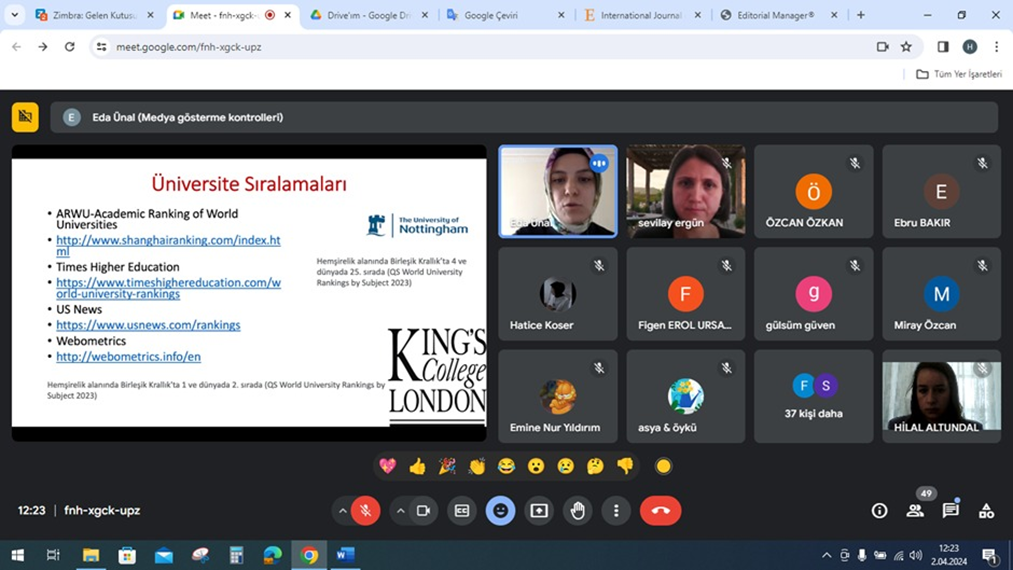 Zimbra: Gelen Kutusu
Meet - fnh-xgck-
Drive'ım - Google Dri
Google Çeviri
International Journal
Editorial Manager®
meet.google.com/fnh-xgck-upz
H
Tüm Yer İşaretleri
E
Eda Ünal (Medya gösterme kontrolleri)
Üniversite Sıralamaları
• ARWU-Academic Ranking of World
Universities
• http://www.shanghairanking.com/index.ht
ml
• Times Higher Education
• https://www.timeshighereducation.com/w
orld-university-rankings
• US News
• https://www.usnews.com/rankings
• Webometrics
• http://webometrics.info/en
The University of
Nottingham
Hemşirelik alanında Birleşik Krallık'ta 4 ve
dünyada 25. sırada (QS World University
Rankings by Subject 2023)
KING'S
College
LONDON
Hemşirelik alanında Birleşik Krallık'ta 1 ve dünyada 2. sırada (QS World University Rankings by
Subject 2023)
Eda Ünal
sevilay ergün
Ö
ÖZCAN ÖZKAN
E
Ebru BAKIR
Hatice Koser
F
Figen EROL URSA...
g
gülsüm güven
M
Miray Özcan
Emine Nur Yıldırım
asya & öykü
F S
37 kişi daha
HİLAL ALTUNDAL
12:23 | fnh-xgck-upz
49
12:23
2.04.2024
1